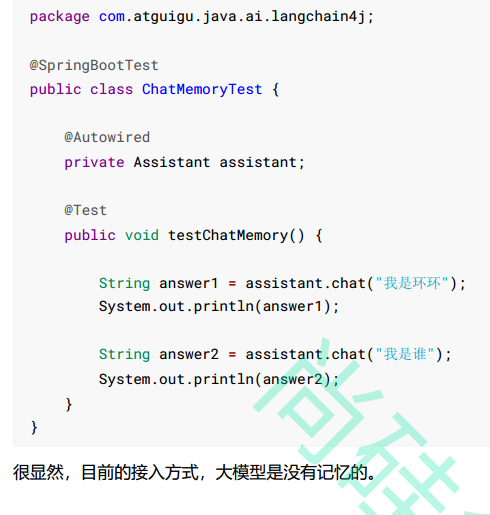 package com.atguigu.java.ai.langchain4j;
@SpringBootTest
public class ChatMemoryTest {
@Autowired
private Assistant assistant;
@Test
public void testChatMemory() {
String answer1 = assistant.chat("我是环环");
System.out.println(answer1);
String answer2 = assistant.chat("我是谁");
System.out.println(answer2);
}
}
很显然，目前的接入方式，大模型是没有记忆的。
尚硅